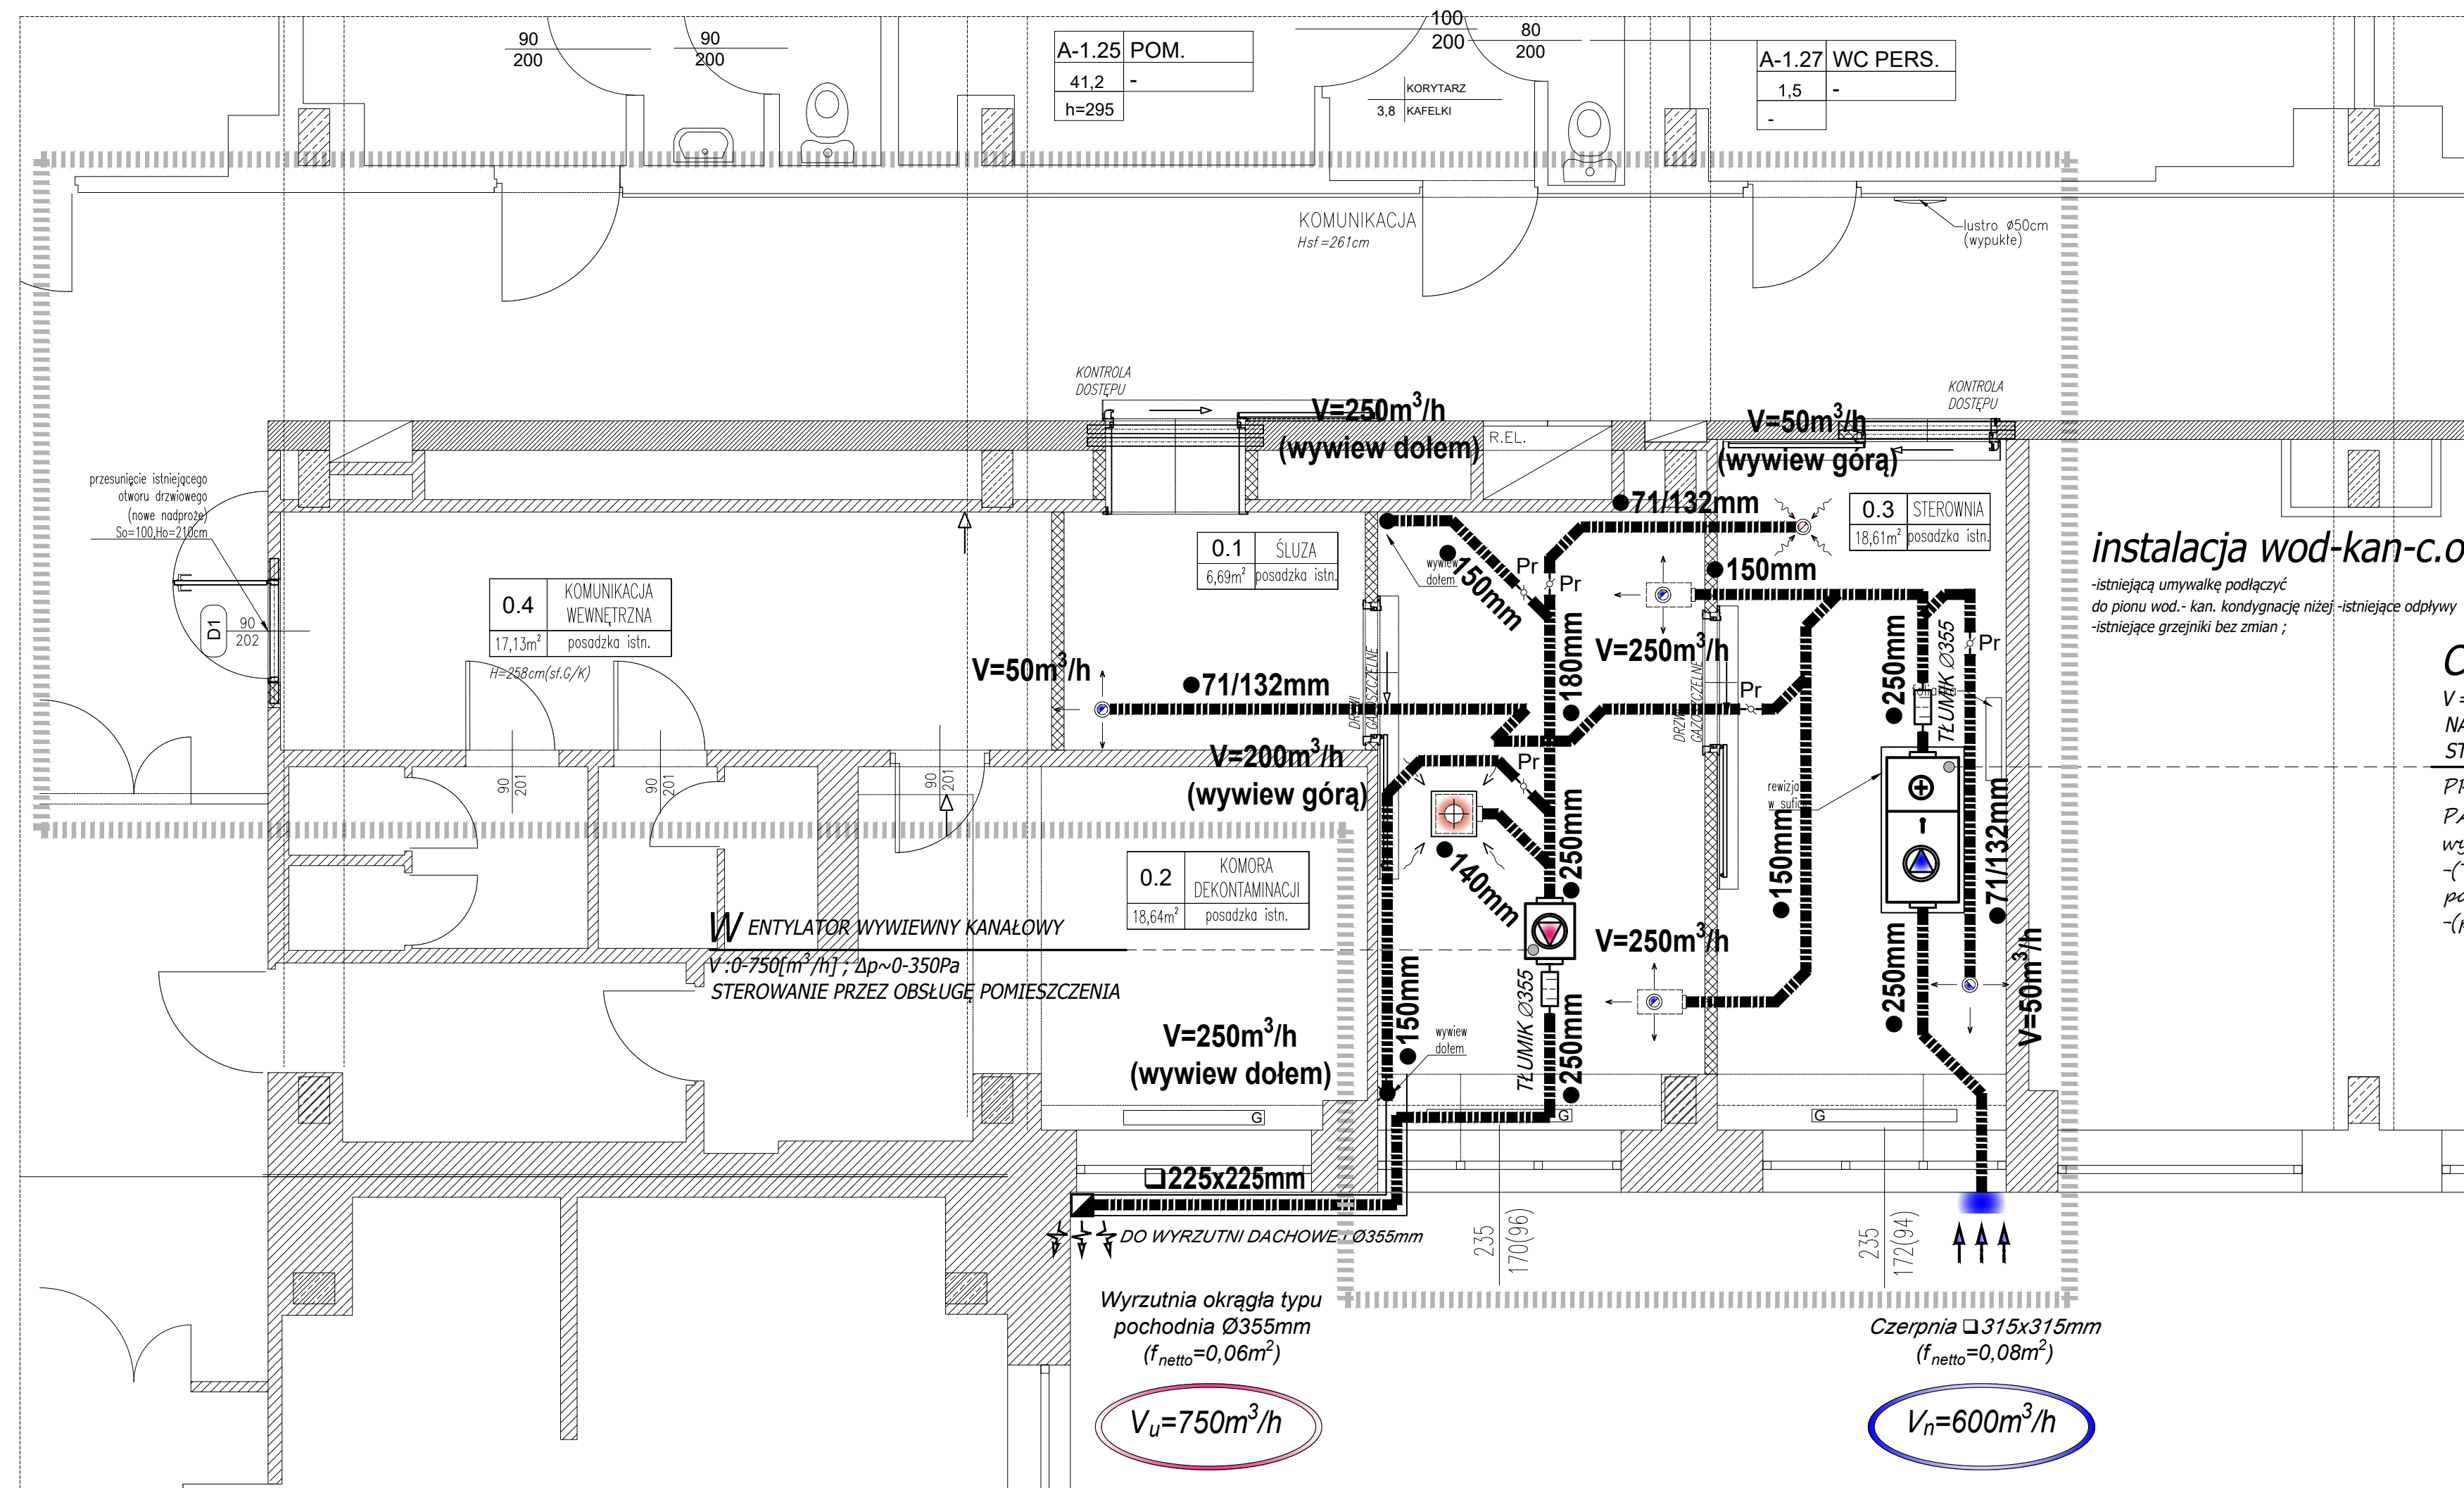 90
200
90
200
A-1.25 POM.
41,2 -
h=295
100
200
80
200
KORYTARZ
3,8 KAFELKI
A-1.27 WC PERS.
1,5 -
-
KOMUNIKACJA
Hsf=261cm
lustro ø50cm
(wypukłe)
KONTROLA
DOSTĘPU
V=250m³/h
(wywiew dołem)
R.EL.
V=50m³/h
(wywiew górą)
KONTROLA
DOSTĘPU
przesunięcie istniejącego
otworu drzwiowego
(nowe nadproże)
So=100,Ho=210cm
D1
90
202
0.4 KOMUNIKACJA
WEWNĘTRZNA
17,13m² posadzka istn.
H=258cm(sf.G/K)
0.1 ŚLUZA
6,69m² posadzka istn.
●71/132mm
0.3 STEROWNIA
18,61m² posadzka istn.
●150mm
wywiew
dołem
Pr
Pr
●150mm
instalacja wod-kan-c.o
-istniejącą umywalkę podłączyć
do pionu wod.- kan. kondygnację niżej -istniejące odpływy
-istniejące grzejniki bez zmian ;
V=50m³/h
●71/132mm
DRZWI
GAZOSZCZELNE
●180mm
V=250m³/h
DRZWI
GAZOSZCZELNE
Pr
●250mm
TŁUMIK Ø355
Pr
90
201
90
201
90
201
V=200m³/h
(wywiew górą)
Pr
●140mm
●250mm
●150mm
rewizja
●71/132mm
0.2 KOMORA
DEKONTAMINACJI
18,64m² posadzka istn.
WENTYLATOR WYWIEWNY KANAŁOWY
V:0-750[m³/h] ; Δp~0-350Pa
STEROWANIE PRZEZ OBSŁUGĘ POMIESZCZENIA
V=250m³/h
●250mm
V=50m³/h
V=250m³/h
(wywiew dołem)
●150mm
wywiew
dołem
TŁUMIK Ø355
●250mm
G
G
G
❑225x225mm
DO WYRZUTNI DACHOWEJ Ø355mm
235
170(96)
235
172(94)
Wyrzutnia okrągła typu
pochodnia Ø355mm
(f netto=0,06m²)
Vu=750m³/h
Czerpnia ❑315x315mm
(f netto=0,08m²)
Vn=600m³/h